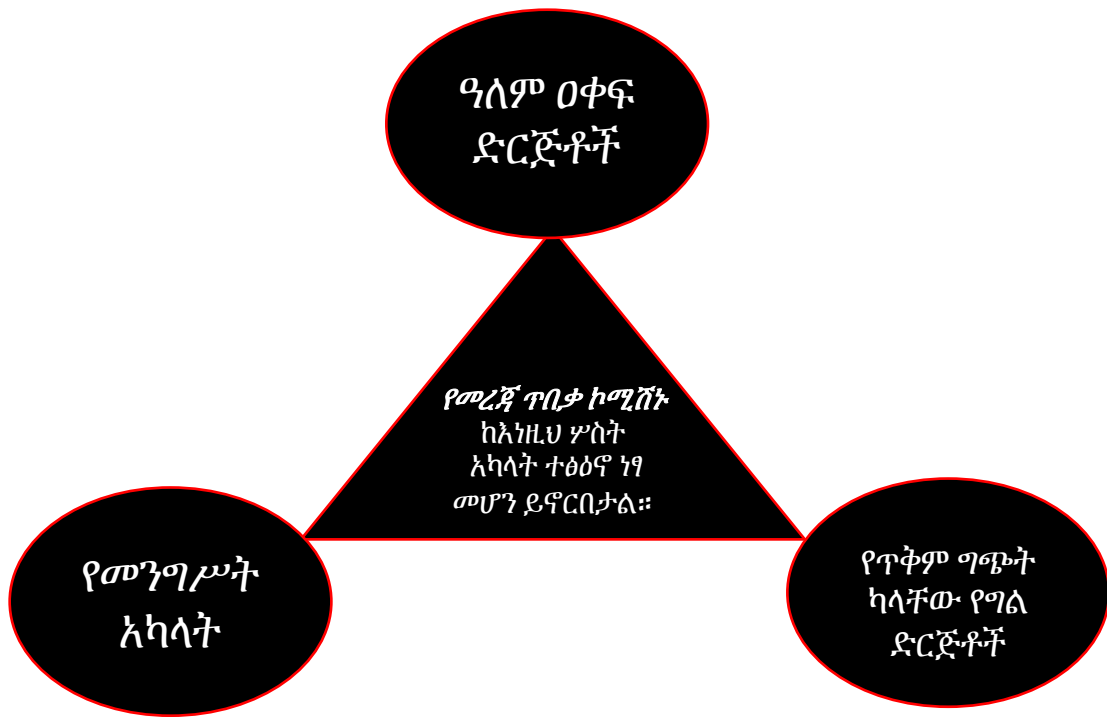 ዓለም ዐቀፍ
ድርጅቶች
የመረጃ ጥበቃ ኮሚሽኑ
ከእነዚህ ሦስት
አካላት ተፅዕኖ ነፃ
መሆን ይኖርበታል።
የመንግሥት
አካላት
የጥቅም ግጭት
ካላቸው የግል
ድርጅቶች